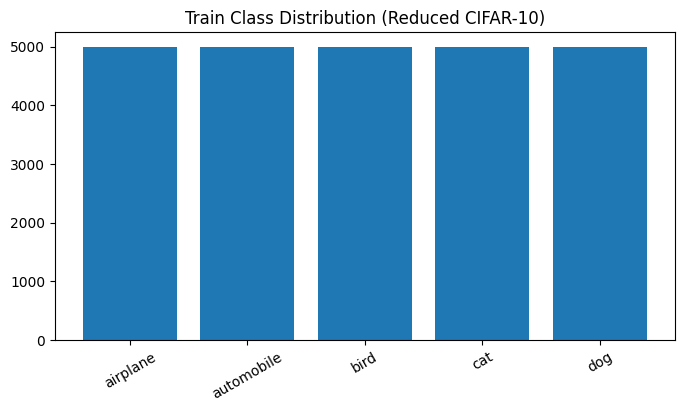 Train Class Distribution (Reduced CIFAR-10)
5000
4000
3000
2000
1000
0
airplane
automobile
bird
cat
dog